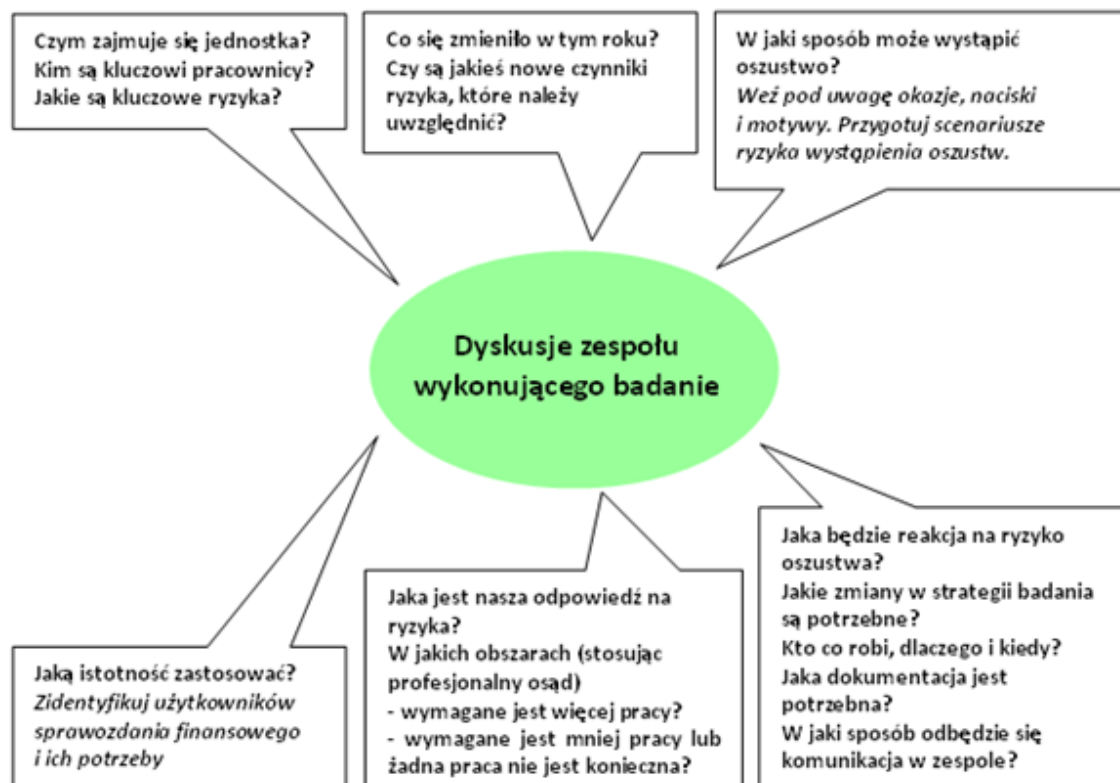 Czym zajmuje się jednostka?
Kim są kluczowi pracownicy?
Jakie są kluczowe ryzyka?
Co się zmieniło w tym roku?
Czy są jakieś nowe czynniki
ryzyka, które należy
uwzględnić?
W jaki sposób może wystąpić
oszustwo?
Weź pod uwagę okazje, naciski
i motywy. Przygotuj scenariusze
ryzyka wystąpienia oszustw.
Dyskusje zespołu
wykonującego badanie
Jaką istotność zastosować?
Zidentyfikuj użytkowników
sprawozdania finansowego
i ich potrzeby
Jaka jest nasza odpowiedź na
ryzyka?
W jakich obszarach (stosując
profesjonalny osąd)
- wymagane jest więcej pracy?
- wymagane jest mniej pracy lub
żadna praca nie jest konieczna?
Jaka będzie reakcja na ryzyko
oszustwa?
Jakie zmiany w strategii badania
są potrzebne?
Kto co robi, dlaczego i kiedy?
Jaka dokumentacja jest
potrzebna?
W jaki sposób odbędzie się
komunikacja w zespole?